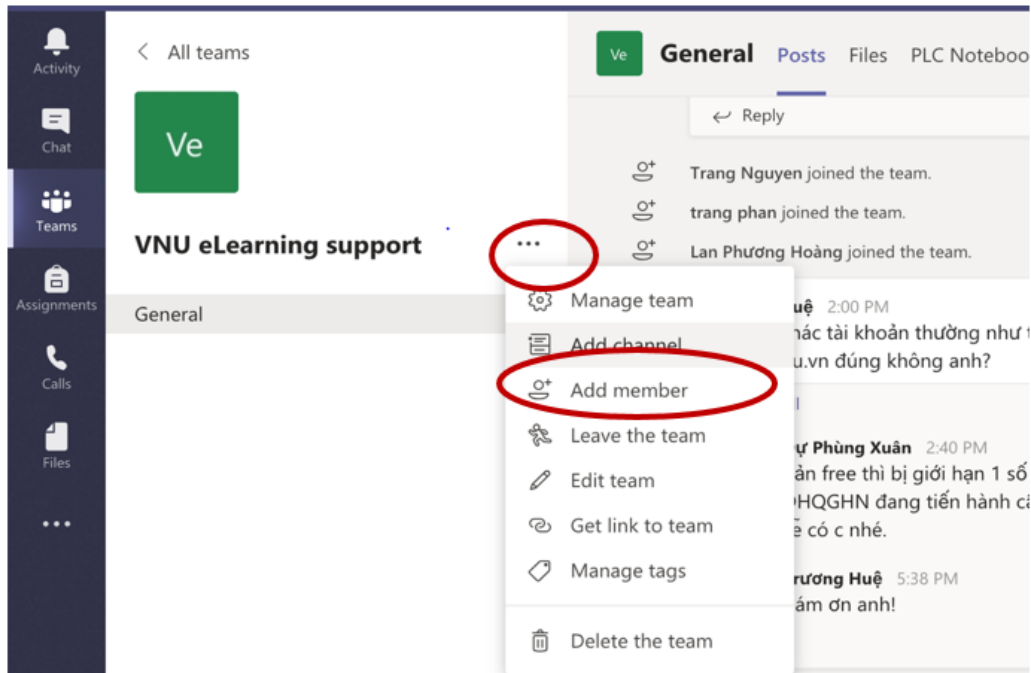 Activity
Chat
Teams
Assignments
Calls
Files
All teams
Ve
VNU eLearning support
General
Manage team
Add channel
Add member
Leave the team
Edit team
Get link to team
Manage tags
Delete the team
Ve General Posts Files PLC Noteboo
Reply
Trang Nguyen joined the team.
trang phan joined the team.
Lan Phương Hoàng joined the team.
uệ 2:00 PM
hác tài khoản thường như t
u.vn đúng không anh?
ự Phùng Xuân 2:40 PM
ản free thì bị giới hạn 1 số
HQGHN đang tiến hành cấ
ẽ có c nhé.
rương Huệ 5:38 PM
ám ơn anh!